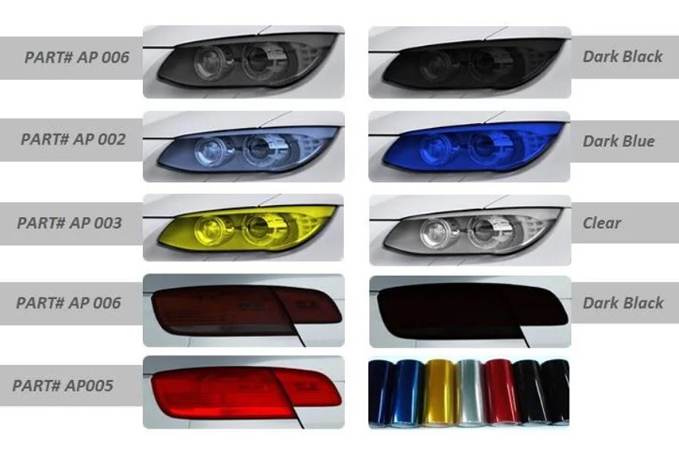 PART# AP 006
Dark Black
PART# AP 002
Dark Blue
PART# AP 003
Clear
PART# AP 006
Dark Black
PART# AP005